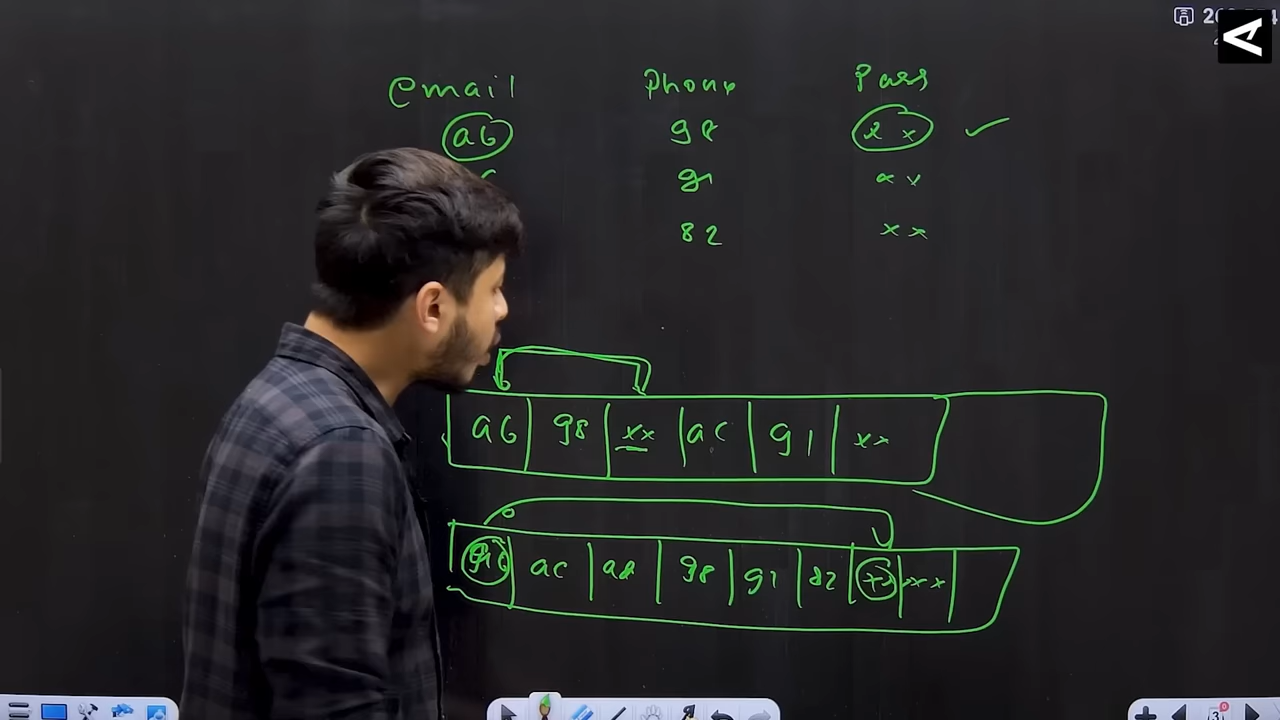 email Phone Pass
ab 98 xx
91 xx
82 xx
ab 98 xx ac 91 xx
ac ad 98 91 82 xx xx